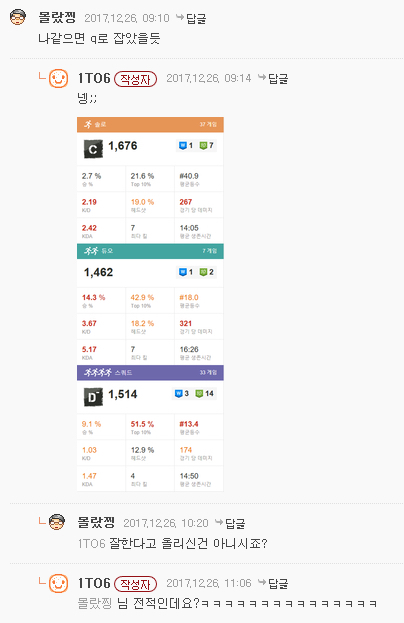 몰랐찡 2017,12,26, 09:10 답글
나같으면 q로 잡았을듯
1TO6 작성자 2017,12,26, 09:14 답글
넹;;
솔로 37 게임
C 1,676 1 7
2.7 % 21.6 % #40.9
승 % Top 10% 평균등수
2.19 19.0 % 267
K/D 헤드샷 경기 당 데미지
2.42 7 14:05
KDA 최다 킬 평균 생존시간
듀오 7 게임
1,462 1 2
14.3 % 42.9 % #18.0
승 % Top 10% 평균등수
3.67 18.2 % 321
K/D 헤드샷 경기 당 데미지
5.17 7 16:26
KDA 최다 킬 평균 생존시간
스쿼드 33 게임
D- 1,514 3 14
9.1 % 51.5 % #13.4
승 % Top 10% 평균등수
1.03 12.9 % 174
K/D 헤드샷 경기 당 데미지
1.47 4 14:50
KDA 최다 킬 평균 생존시간
몰랐찡 2017,12,26, 10:20 답글
1TO6 잘한다고 올리신건 아니시죠?
1TO6 작성자 2017,12,26, 11:06 답글
몰랐찡 님 전적인데요?ㅋㅋㅋㅋㅋㅋㅋㅋㅋㅋㅋㅋㅋㅋㅋ